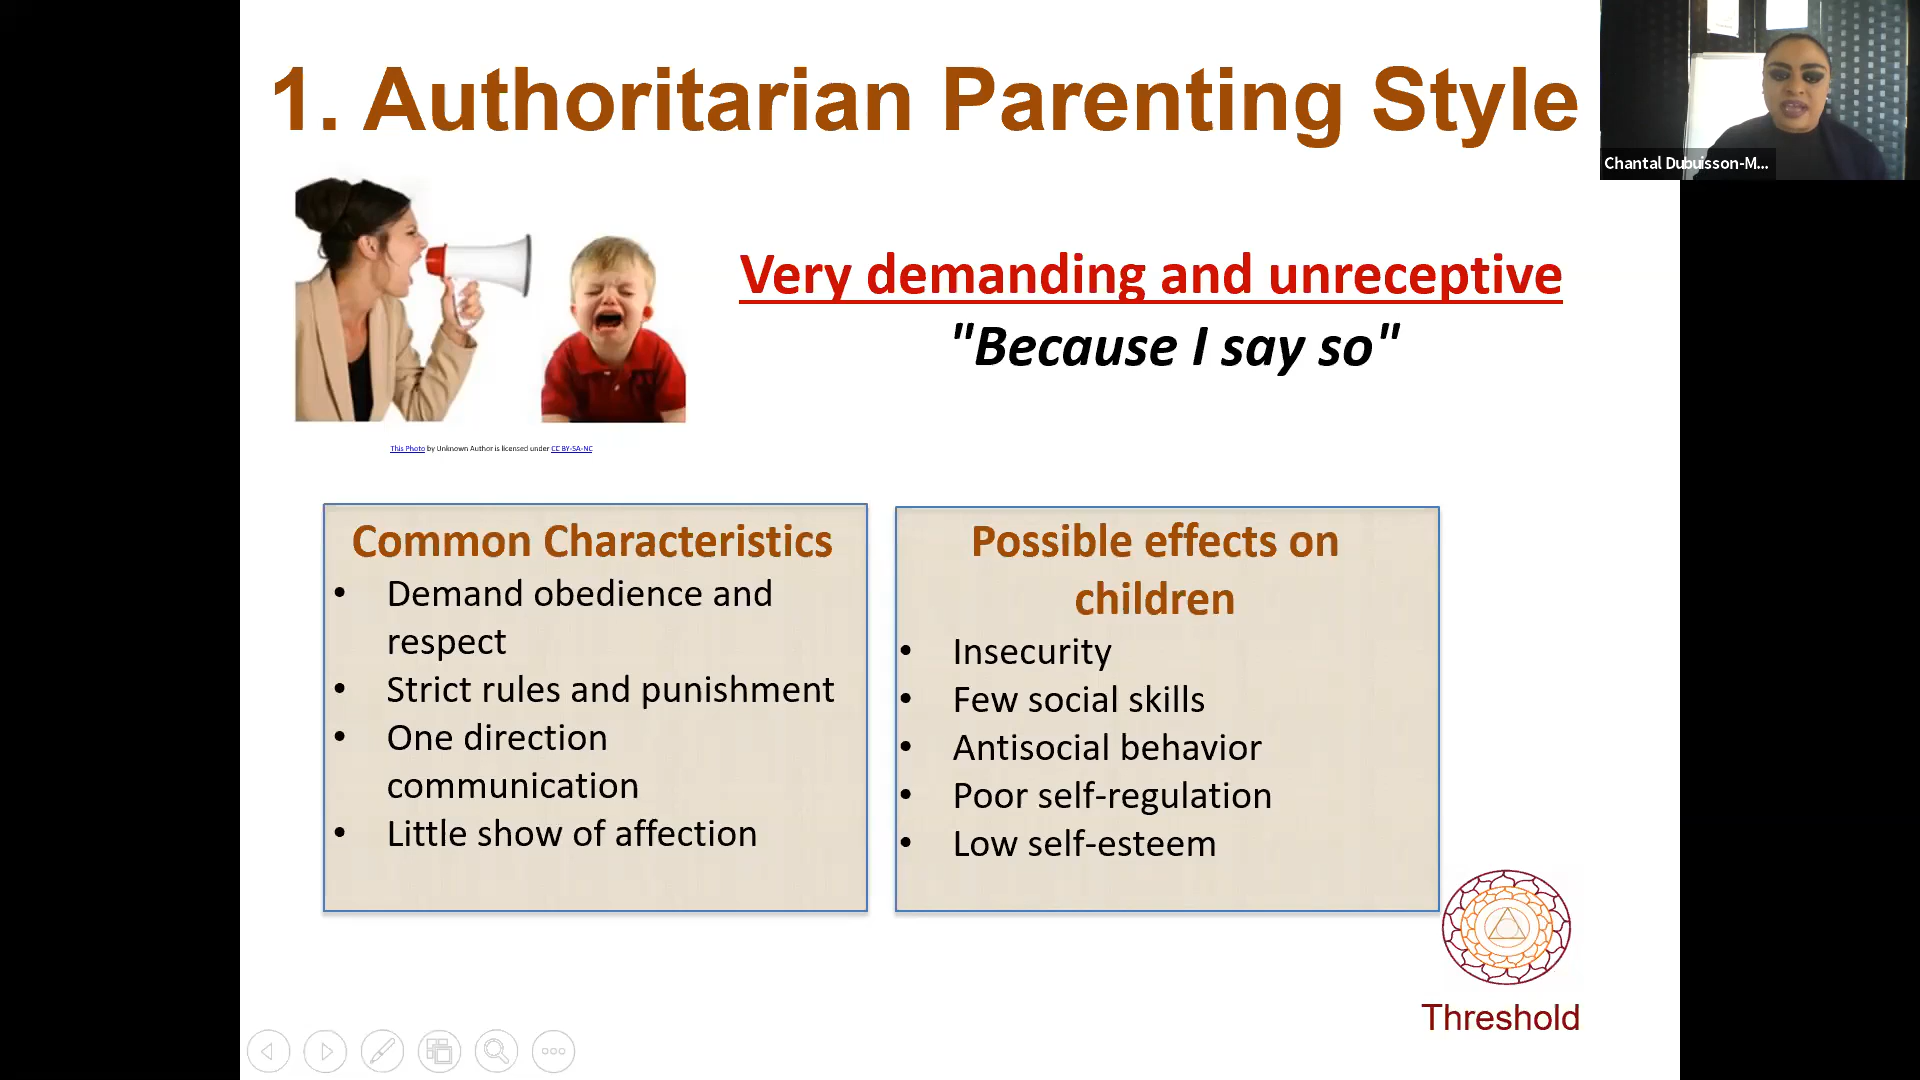 1. Authoritarian Parenting Style
Chantal Dubuisson-M...
Very demanding and unreceptive
"Because I say so"
This Photo by Unknown Author is licensed under CC BY-SA-NC
Common Characteristics
• Demand obedience and
respect
• Strict rules and punishment
• One direction
communication
• Little show of affection
Possible effects on
children
• Insecurity
• Few social skills
• Antisocial behavior
• Poor self-regulation
• Low self-esteem
Threshold